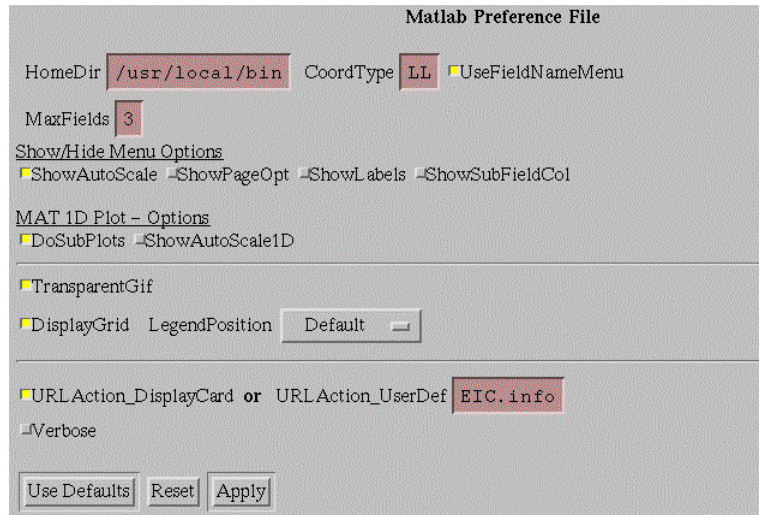 Matlab Preference File
HomeDir /usr/local/bin CoordType LL UseFieldNameMenu
MaxFields 3
Show/Hide Menu Options
ShowAutoScale ShowPageOpt ShowLabels ShowSubFieldCol
MAT 1D Plot – Options
DoSubPlots ShowAutoScale1D
TransparentGif
DisplayGrid LegendPosition Default
URLAction_DisplayCard or URLAction_UserDef EIC.info
Verbose
Use Defaults Reset Apply